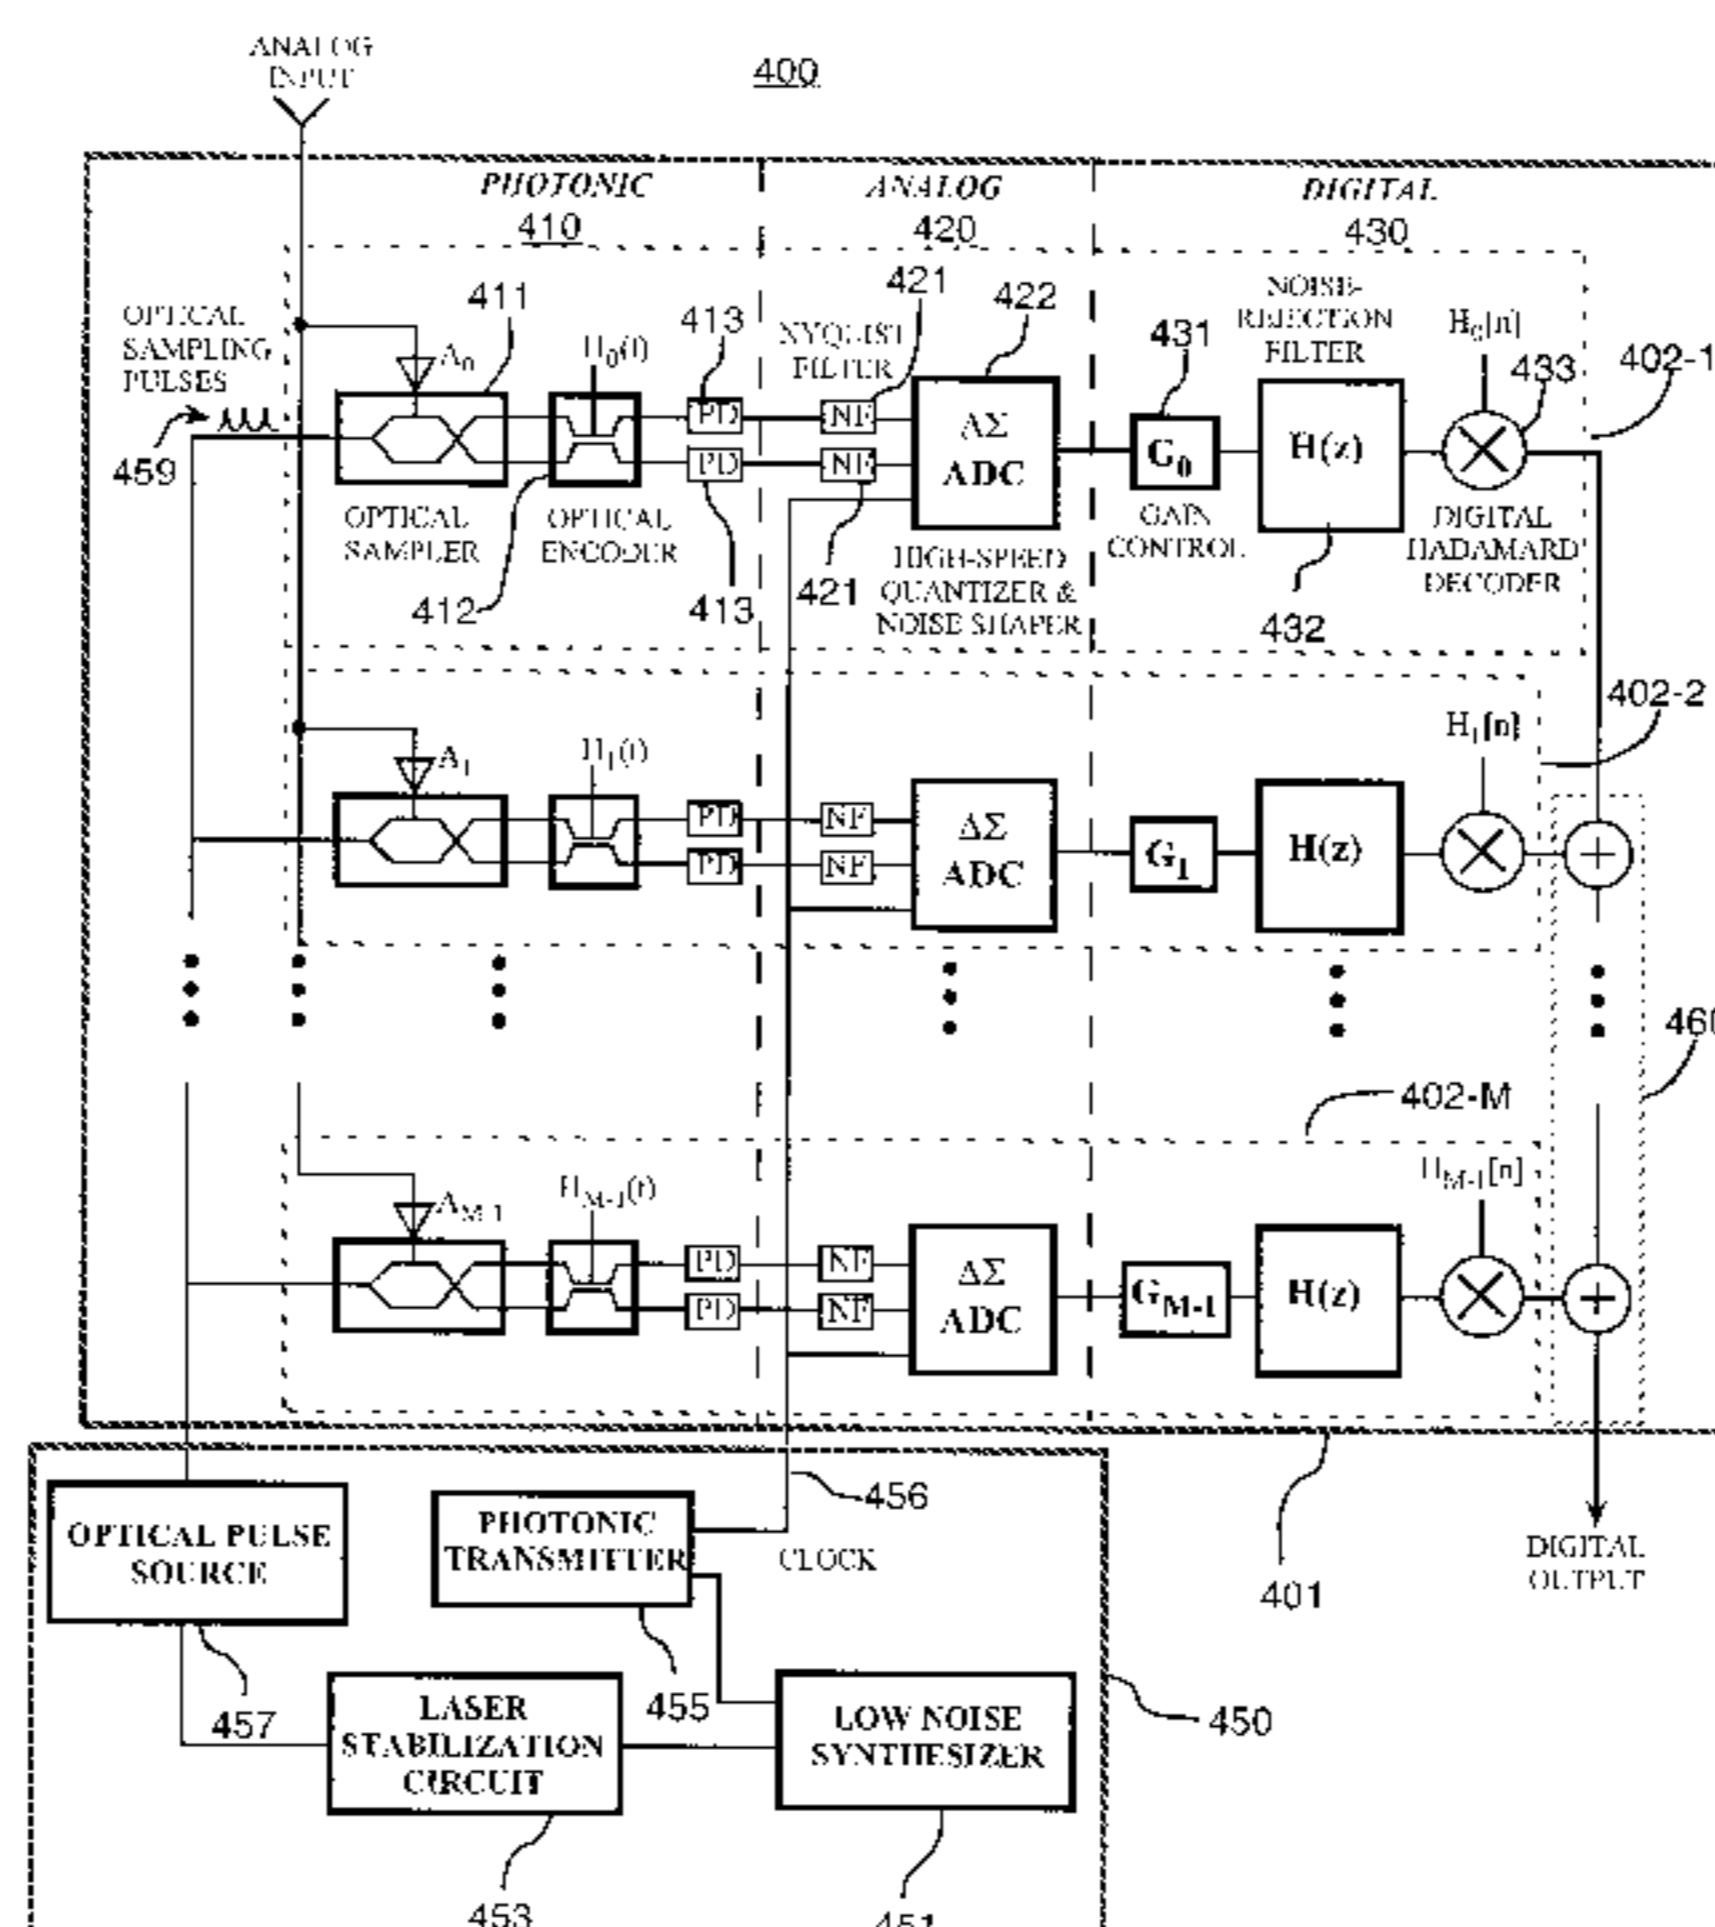 ANALOG
INPUT
400
PHOTONIC
410
ANALOG
420
DIGITAL
430
OPTICAL
SAMPLING
PULSES
459
A0
411
H0(t)
413
NYQUIST
FILTER
421
422
431
NOISE-
REJECTION
FILTER
H0[n]
433
402-1
PD
NF
ΔΣ
ADC
G0
H(z)
PD
NF
OPTICAL
SAMPLER
412
OPTICAL
ENCODER
413
421
HIGH-SPEED
QUANTIZER &
NOISE SHAPER
GAIN
CONTROL
432
DIGITAL
HADAMARD
DECODER
402-2
A1
H1(t)
H1[n]
PD
NF
ΔΣ
ADC
G1
H(z)
PD
NF
460
402-M
AM-1
HM-1(t)
HM-1[n]
PD
NF
ΔΣ
ADC
GM-1
H(z)
PD
NF
456
401
DIGITAL
OUTPUT
OPTICAL PULSE
SOURCE
457
PHOTONIC
TRANSMITTER
CLOCK
455
LASER
STABILIZATION
CIRCUIT
453
LOW NOISE
SYNTHESIZER
451
450